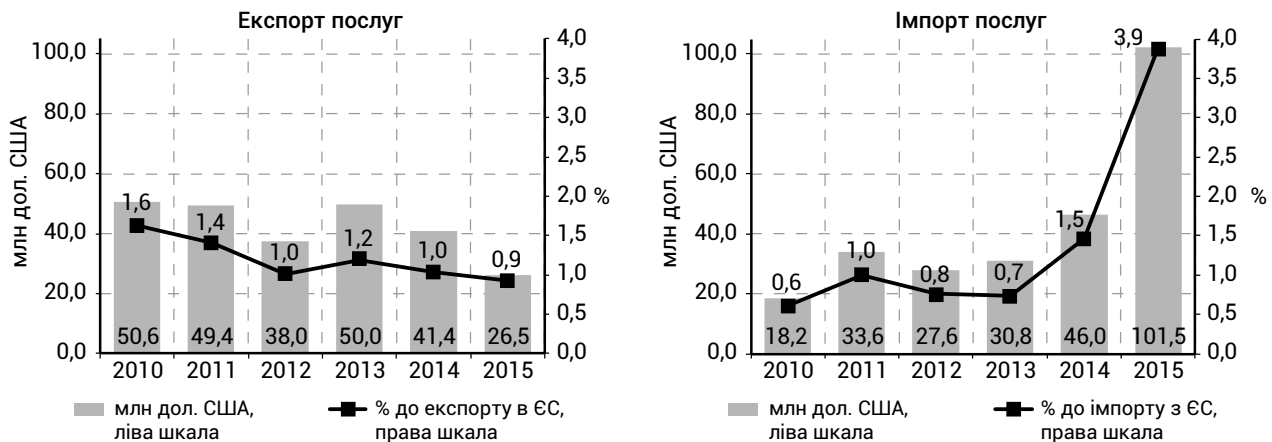 Експорт послуг
млн дол. США
100,0
80,0
60,0
40,0
20,0
0,0
4,0
3,5
3,0
2,5
2,0
1,5
1,0
0,5
0,0
%
1,6
1,4
1,0
1,2
1,0
0,9
50,6 49,4 38,0 50,0 41,4 26,5
2010 2011 2012 2013 2014 2015
млн дол. США,
ліва шкала
% до експорту в ЄС,
права шкала
Імпорт послуг
млн дол. США
100,0
80,0
60,0
40,0
20,0
0,0
4,0
3,5
3,0
2,5
2,0
1,5
1,0
0,5
0,0
%
0,6
1,0
0,8
0,7
1,5
3,9
18,2 33,6 27,6 30,8 46,0 101,5
2010 2011 2012 2013 2014 2015
млн дол. США,
ліва шкала
% до імпорту з ЄС,
права шкала